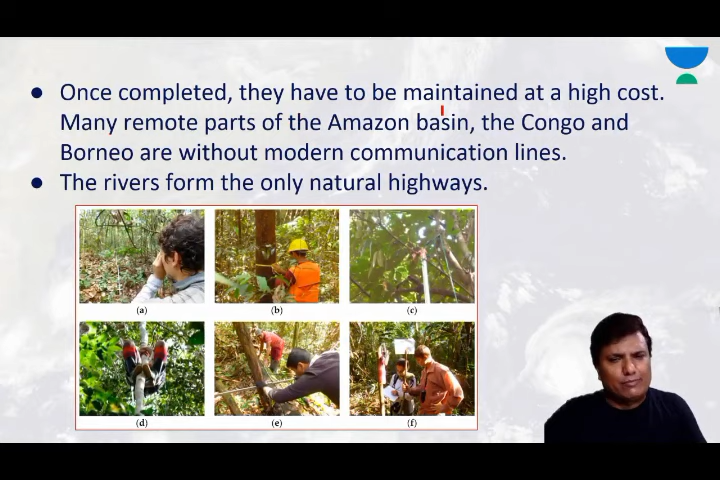 ● Once completed, they have to be maintained at a high cost.
Many remote parts of the Amazon basin, the Congo and
Borneo are without modern communication lines.
● The rivers form the only natural highways.
(a) (b) (c)
(d) (e) (f)